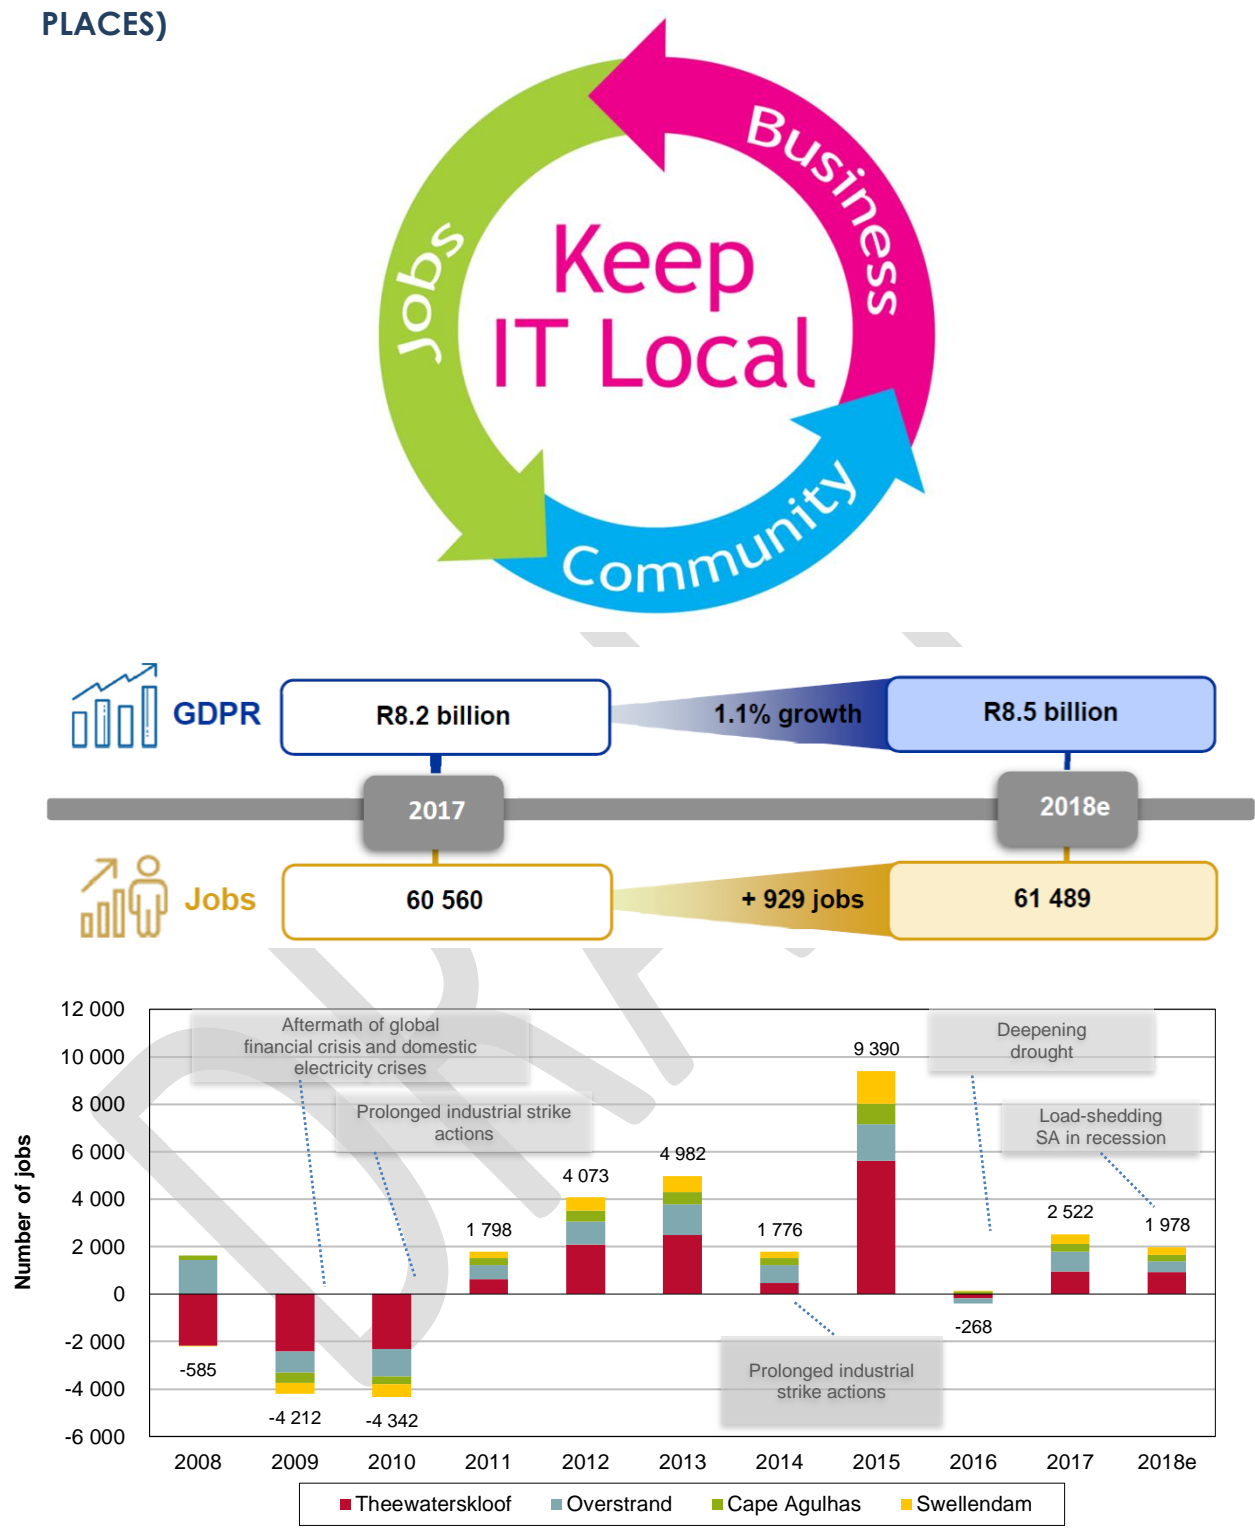 PLACES)
Business
Jobs
Keep
IT Local
Community
GDPR
R8.2 billion
1.1% growth
R8.5 billion
2017
2018e
Jobs
60 560
+ 929 jobs
61 489
DRAFT
Number of jobs
12 000
10 000
8 000
6 000
4 000
2 000
0
-2 000
-4 000
-6 000
Aftermath of global
financial crisis and domestic
electricity crises
Prolonged industrial strike
actions
Deepening
drought
Load-shedding
SA in recession
Prolonged industrial
strike actions
-585
-4 212
-4 342
1 798
4 073
4 982
1 776
9 390
-268
2 522
1 978
2008 2009 2010 2011 2012 2013 2014 2015 2016 2017 2018e
Theewaterskloof Overstrand Cape Agulhas Swellendam